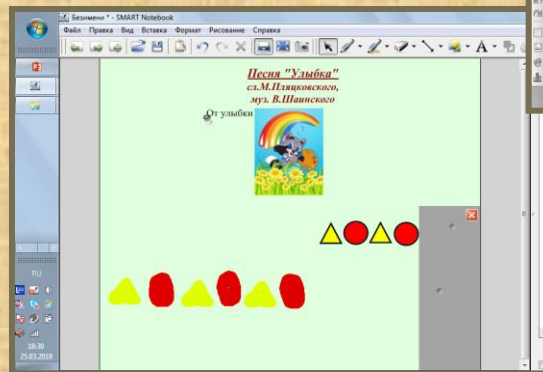 Безимени * - SMART Notebook
Файл Правка Вид Вставка Формат Рисование Справка
Песня "Улыбка"
сл.М.Пляцковского,
муз. В.Шаинского
От улыбки
RU
18:30
25.03.2018